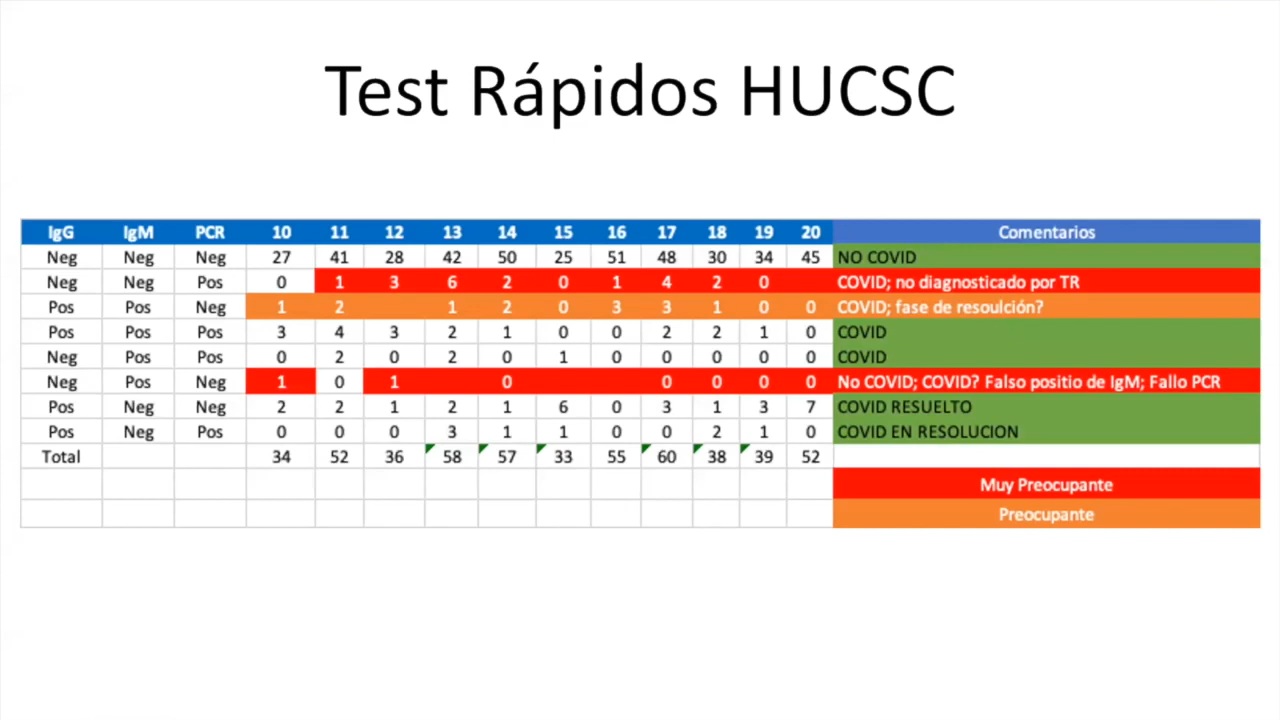 Test Rápidos HUCSC
IgG IgM PCR 10 11 12 13 14 15 16 17 18 19 20 Comentarios
Neg Neg Neg 27 41 28 42 50 25 51 48 30 34 45 NO COVID
Neg Neg Pos 0 1 3 6 2 0 1 4 2 0 COVID; no diagnosticado por TR
Pos Pos Neg 1 2 1 2 0 3 3 1 0 0 COVID; fase de resoulción?
Pos Pos Pos 3 4 3 2 1 0 0 2 2 1 0 COVID
Neg Pos Pos 0 2 0 2 0 1 0 0 0 0 0 COVID
Neg Pos Neg 1 0 1 0 0 0 0 0 No COVID; COVID? Falso positio de IgM; Fallo PCR
Pos Neg Neg 2 2 1 2 1 6 0 3 1 3 7 COVID RESUELTO
Pos Neg Pos 0 0 0 3 1 1 0 0 2 1 0 COVID EN RESOLUCION
Total 34 52 36 58 57 33 55 60 38 39 52
Muy Preocupante
Preocupante